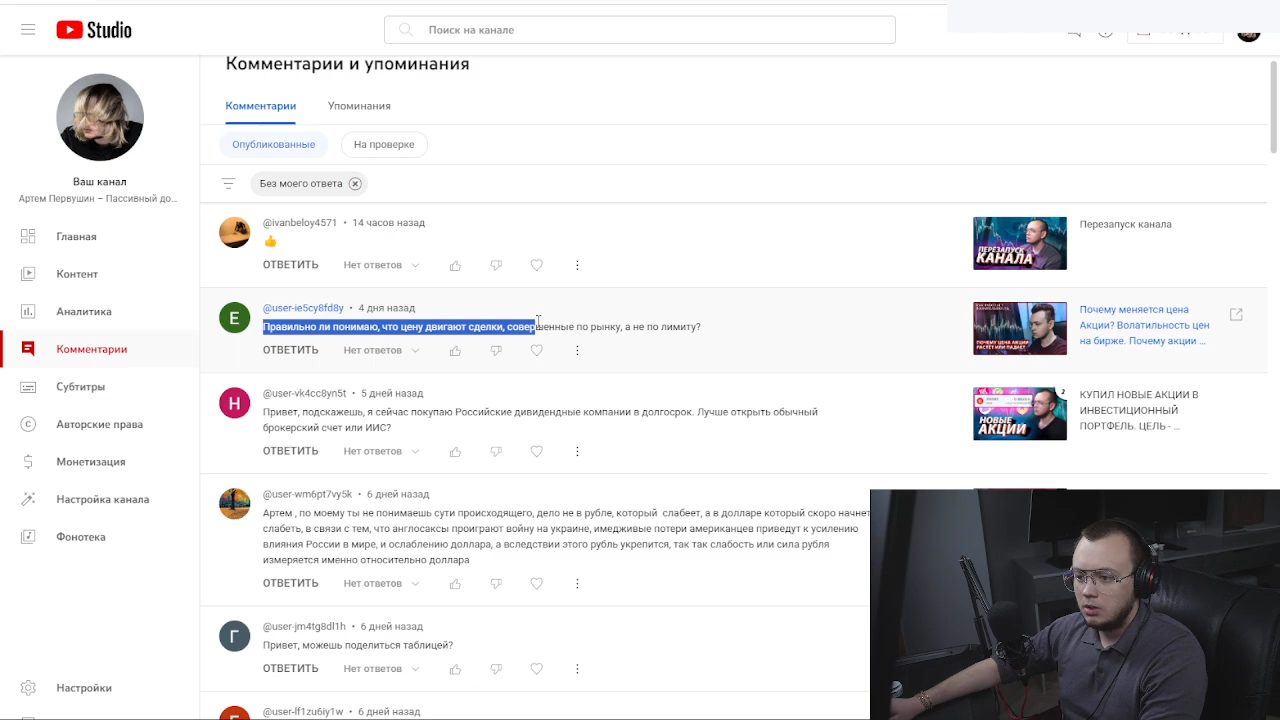 Studio
Поиск на канале
Комментарии и упоминания
Комментарии
Упоминания
Опубликованные
На проверке
Без моего ответа
Ваш канал
Артем Первушин – Пассивный до...
Главная
Контент
Аналитика
Комментарии
Субтитры
Авторские права
Монетизация
Настройка канала
Фонотека
Настройки
@ivanbeloy4571 • 14 часов назад
ОТВЕТИТЬ Нет ответов
ПЕРЕЗАПУСК
КАНАЛА
Перезапуск канала
Е
@user-ie5cy8fd8y • 4 дня назад
Правильно ли понимаю, что цену двигают сделки, совершенные по рынку, а не по лимиту?
ОТВЕТИТЬ Нет ответов
Почему меняется цена
Акции? Волатильность цен
на бирже. Почему акции ...
Н
@user-vk4cc8yn5t • 5 дней назад
Привет, подскажешь, я сейчас покупаю Российские дивидендные компании в долгосрок. Лучше открыть обычный
брокерский счет или ИИС?
ОТВЕТИТЬ Нет ответов
НОВЫЕ
АКЦИИ
КУПИЛ НОВЫЕ АКЦИИ В
ИНВЕСТИЦИОННЫЙ
ПОРТФЕЛЬ. ЦЕЛЬ - ...
@user-wm6pt7vy5k • 6 дней назад
Артем , по моему ты не понимаешь сути происходящего, дело не в рубле, который слабеет, а в долларе который скоро начнет
слабеть, в связи с тем, что англосаксы проиграют войну на украине, имедживые потери американцев приведут к усилению
влияния России в мире, и ослаблению доллара, а вследствии этого рубль укрепится, так так слабость или сила рубля
измеряется именно относительно доллара
ОТВЕТИТЬ Нет ответов
Г
@user-jm4tg8dl1h • 6 дней назад
Привет, можешь поделиться таблицей?
ОТВЕТИТЬ Нет ответов
@user-lf1zu6iy1w • 6 дней назад